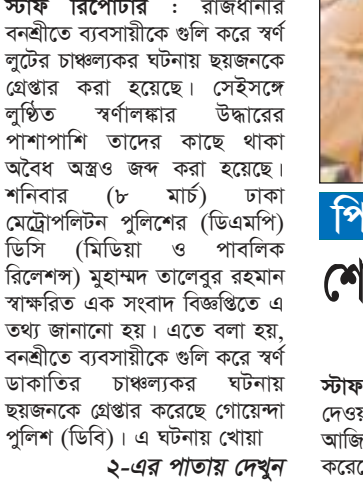 স্টাফ রিপোর্টার : রাজধানীর
বনশ্রীতে ব্যবসায়ীকে গুলি করে স্বর্ণ
লুটের চাঞ্চল্যকর ঘটনায় ছয়জনকে
গ্রেপ্তার করা হয়েছে। সেইসঙ্গে
লুণ্ঠিত স্বর্ণালঙ্কার উদ্ধারের
পাশাপাশি তাদের কাছে থাকা
অবৈধ অস্ত্রও জব্দ করা হয়েছে।
শনিবার (৮ মার্চ) ঢাকা
মেট্রোপলিটন পুলিশের (ডিএমপি)
ডিসি (মিডিয়া ও পাবলিক
রিলেশন্স) মুহাম্মদ তালেবুর রহমান
স্বাক্ষরিত এক সংবাদ বিজ্ঞপ্তিতে এ
তথ্য জানানো হয়। এতে বলা হয়,
বনশ্রীতে ব্যবসায়ীকে গুলি করে স্বর্ণ
ডাকাতির চাঞ্চল্যকর ঘটনায়
ছয়জনকে গ্রেপ্তার করেছে গোয়েন্দা
পুলিশ (ডিবি)। এ ঘটনায় খোয়া
২-এর পাতায় দেখুন
পি
শে
স্টাফ
দেওয়
আজি